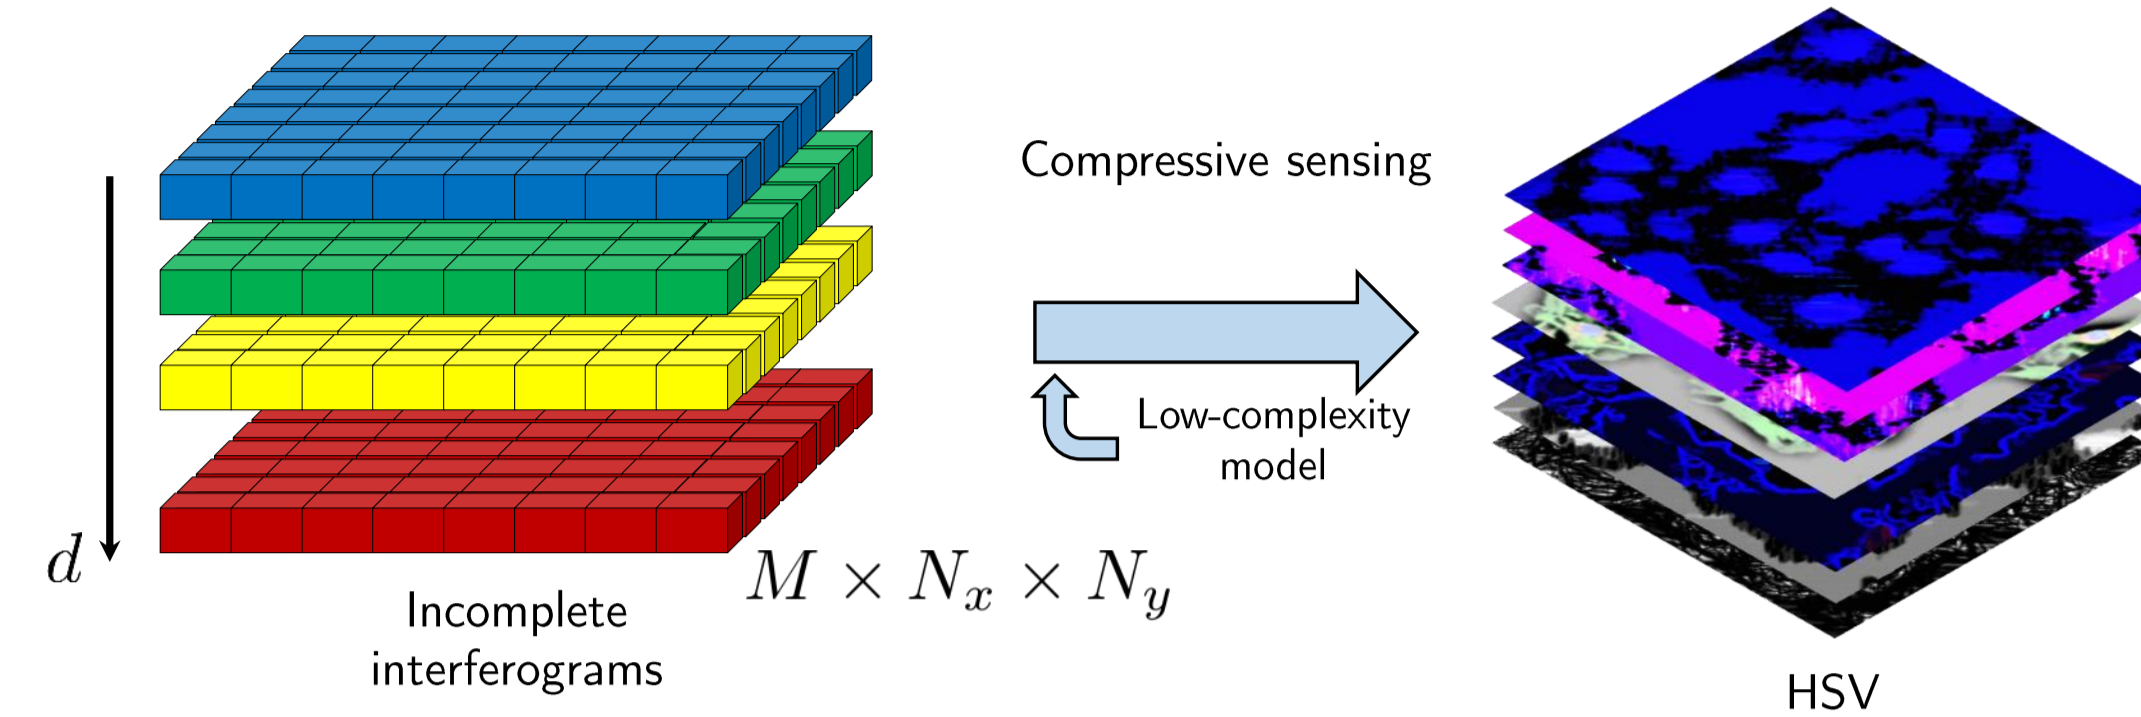 Compressive sensing
Low-complexity
model
d
M × N_x × N_y
Incomplete
interferograms
HSV